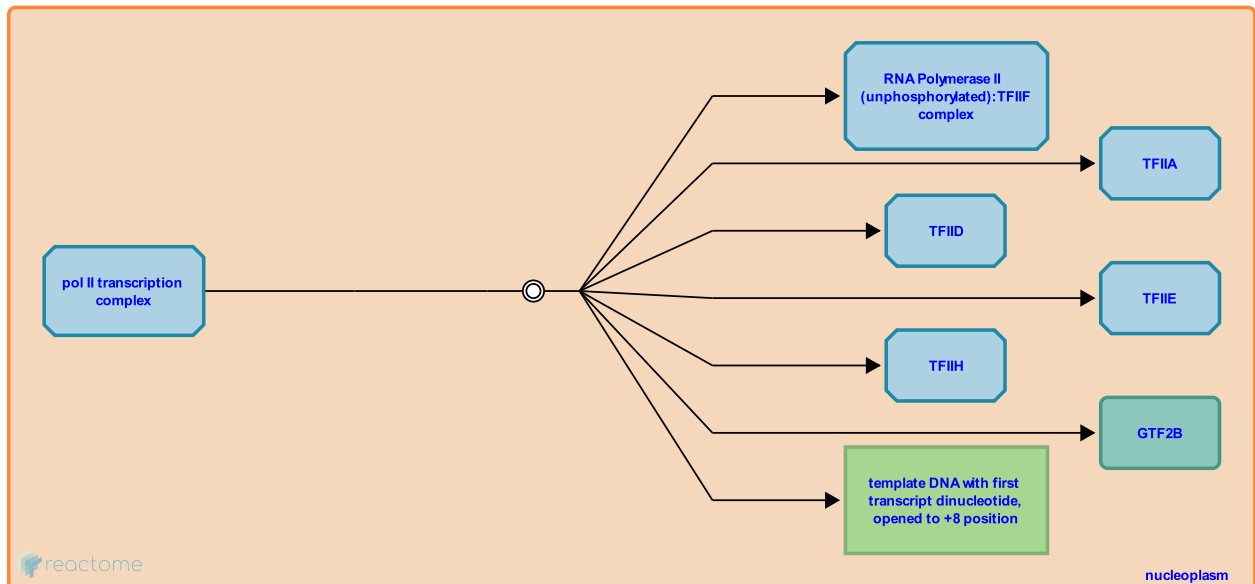 RNA Polymerase II
(unphosphorylated):TFIIF
complex
TFIIA
TFIID
pol II transcription
complex
TFIIE
TFIIH
GTF2B
template DNA with first
transcript dinucleotide,
opened to +8 position
reactome
nucleoplasm